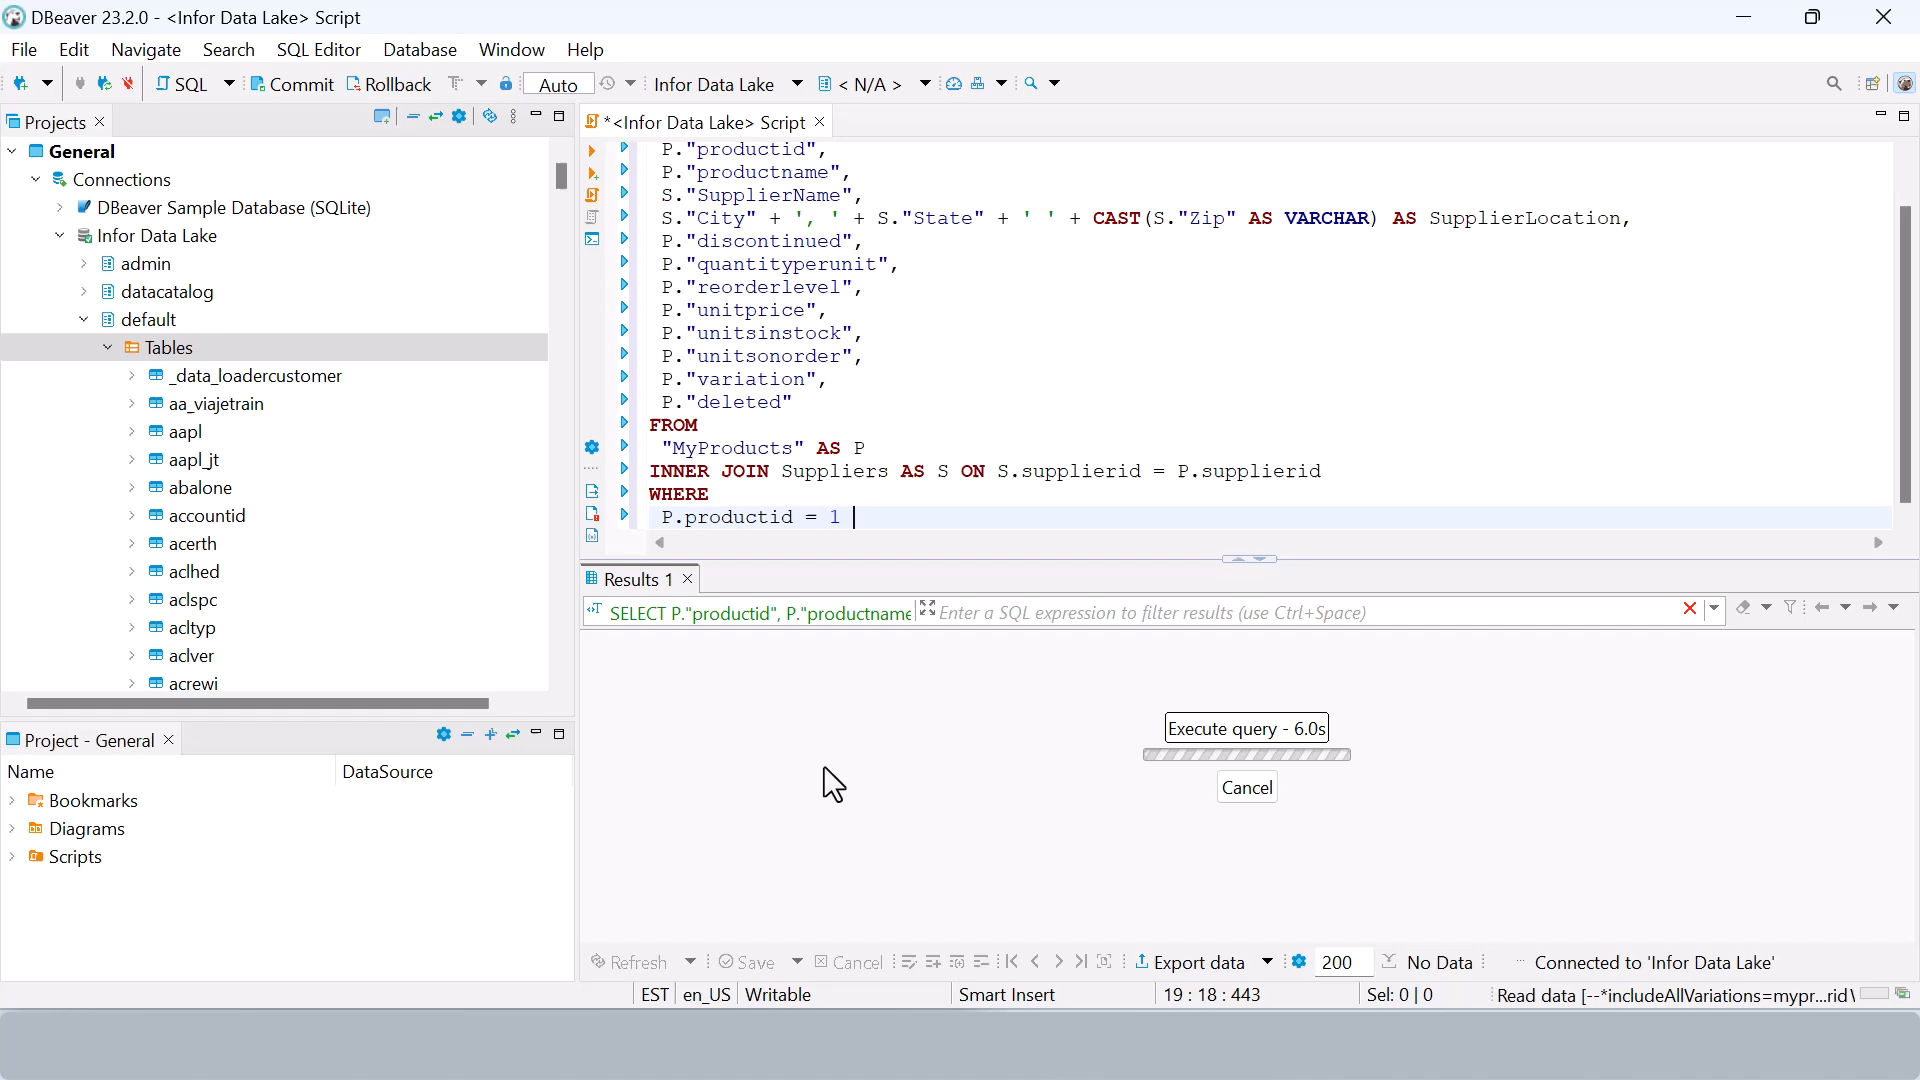 DBeaver 23.2.0 - <Infor Data Lake> Script
File Edit Navigate Search SQL Editor Database Window Help
SQL Commit Rollback Auto Infor Data Lake < N/A >
Projects
General
Connections
DBeaver Sample Database (SQLite)
Infor Data Lake
admin
datacatalog
default
Tables
_data_loadercustomer
aa_viajetrain
aapl
aapl_jt
abalone
accountid
acerth
aclhed
aclspc
acltyp
aclver
acrewi
Project - General
Name DataSource
Bookmarks
Diagrams
Scripts
*<Infor Data Lake> Script
P."productid",
P."productname",
S."SupplierName",
S."City" + ', ' + S."State" + ' ' + CAST(S."Zip" AS VARCHAR) AS SupplierLocation,
P."discontinued",
P."quantityperunit",
P."reorderlevel",
P."unitprice",
P."unitsinstock",
P."unitsonorder",
P."variation",
P."deleted"
FROM
"MyProducts" AS P
INNER JOIN Suppliers AS S ON S.supplierid = P.supplierid
WHERE
P.productid = 1
Results 1
SELECT P."productid", P."productname Enter a SQL expression to filter results (use Ctrl+Space)
Execute query - 6.0s
Cancel
Refresh Save Cancel Export data 200 No Data Connected to 'Infor Data Lake'
EST en_US Writable Smart Insert 19 : 18 : 443 Sel: 0 | 0 Read data [--*includeAllVariations=mypr...rid\